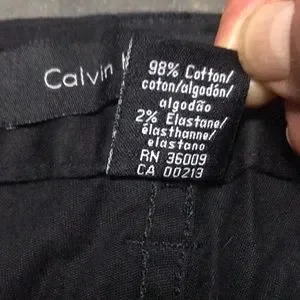 Calvin
98% Cotton/
coton/algodón/
algodão
2% Elastane/
élasthanne/
elastano
RN 36009
CA 00213